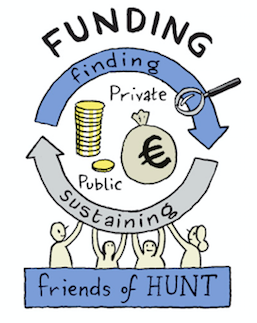 FUNDING
finding
Private
€
Public
sustaining
friends of HUNT